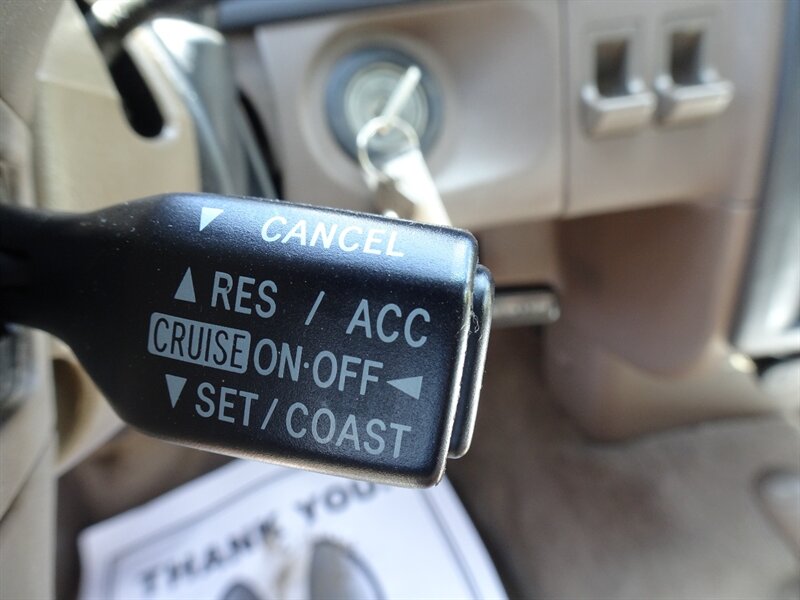 CANCEL
RES / ACC
CRUISE ON·OFF
SET/COAST
THANK YOU